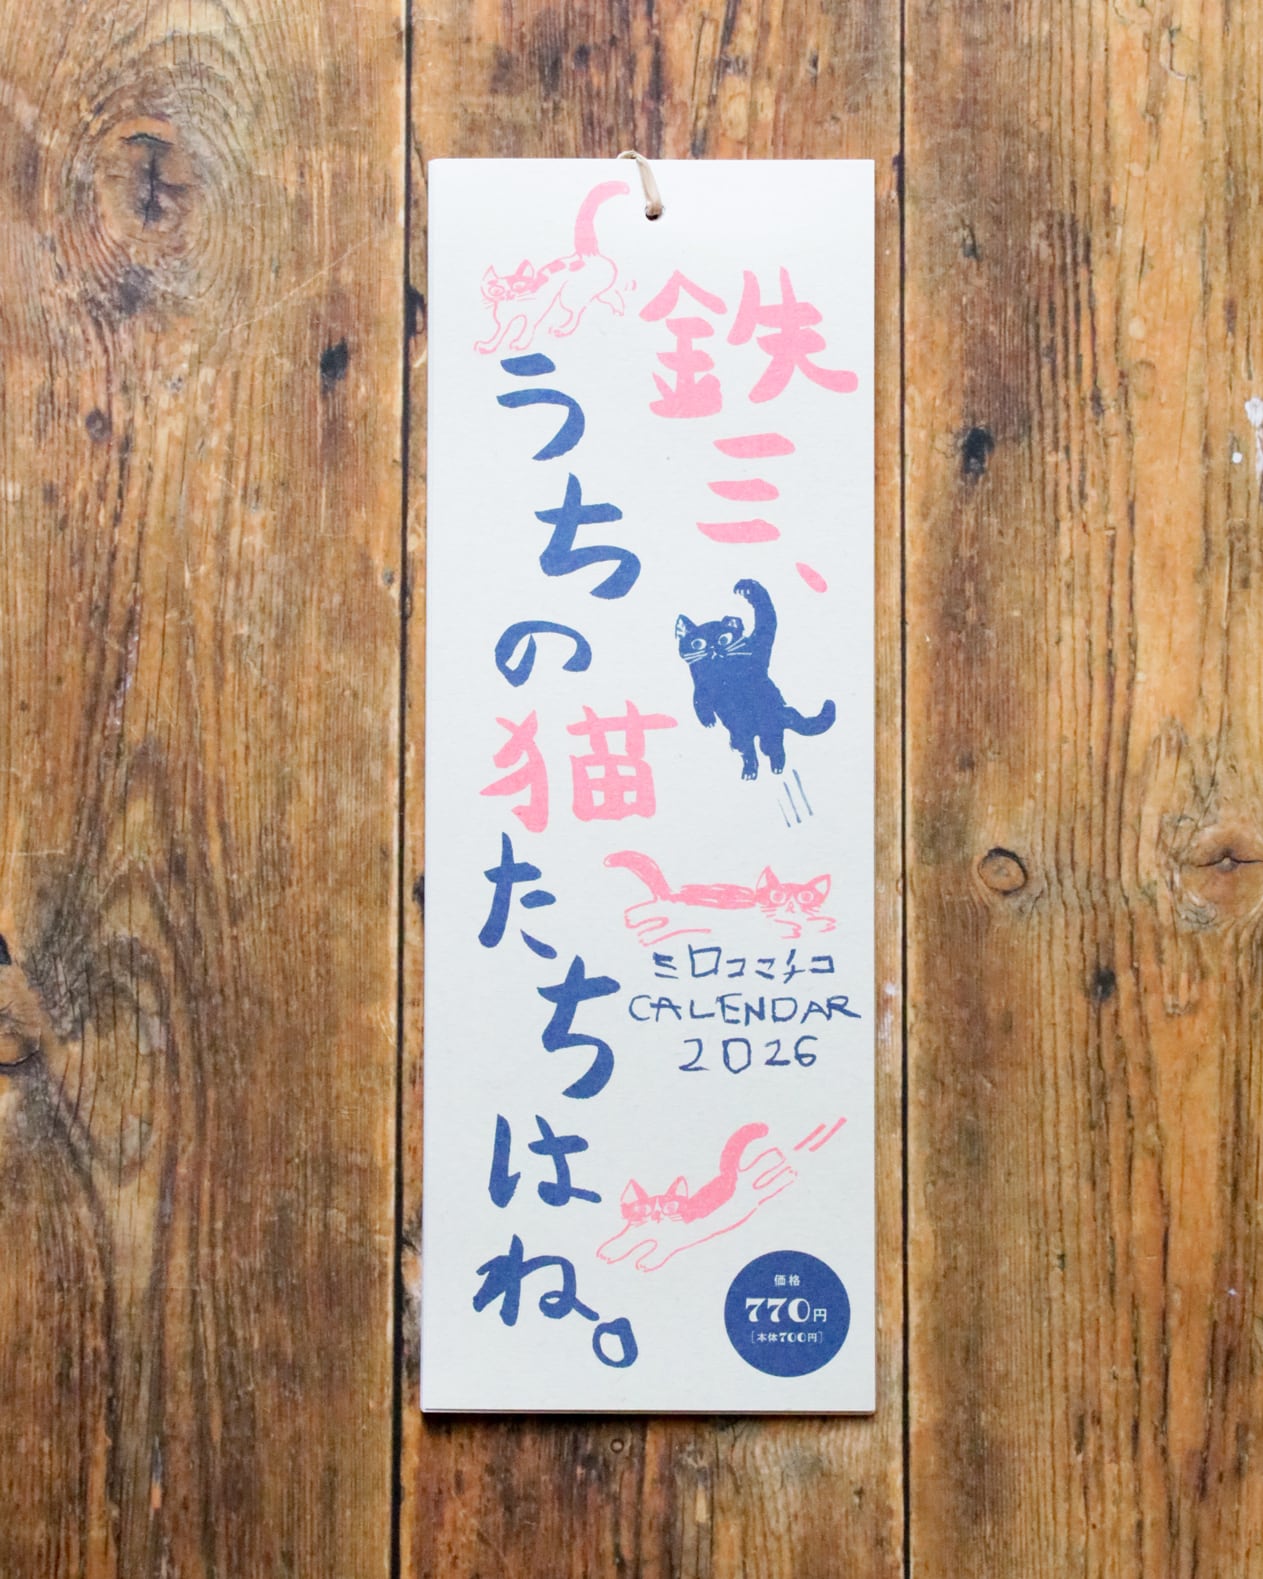 鉄三、
うちの猫たちはね。
ミロコマチコ
CALENDAR
2026
価格
770円
[本体700円]